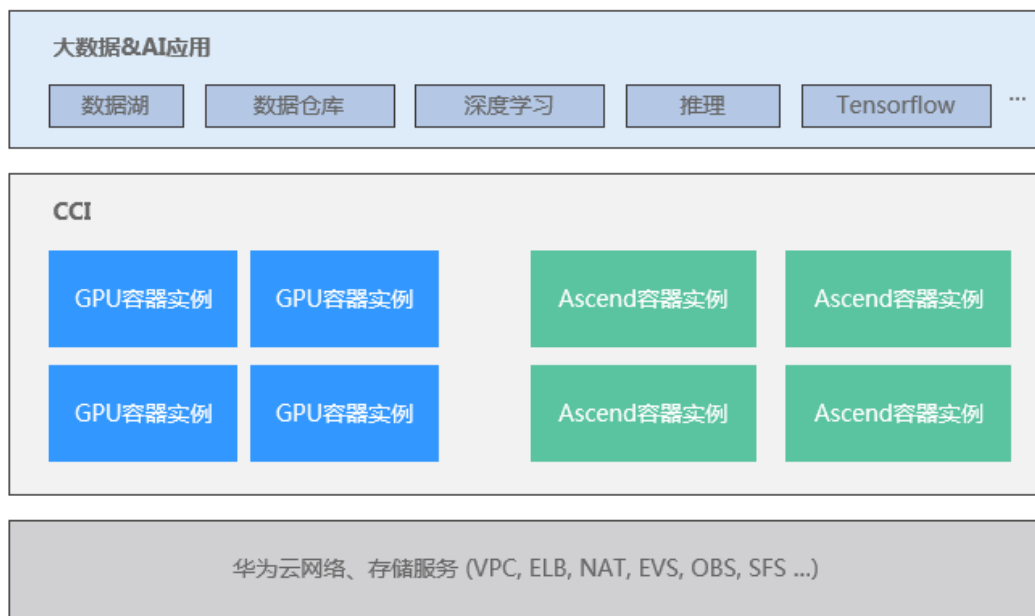 大数据&AI应用
数据湖 数据仓库 深度学习 推理 Tensorflow ...
CCI
GPU容器实例 GPU容器实例 Ascend容器实例 Ascend容器实例
GPU容器实例 GPU容器实例 Ascend容器实例 Ascend容器实例
华为云网络、存储服务 (VPC, ELB, NAT, EVS, OBS, SFS ...)